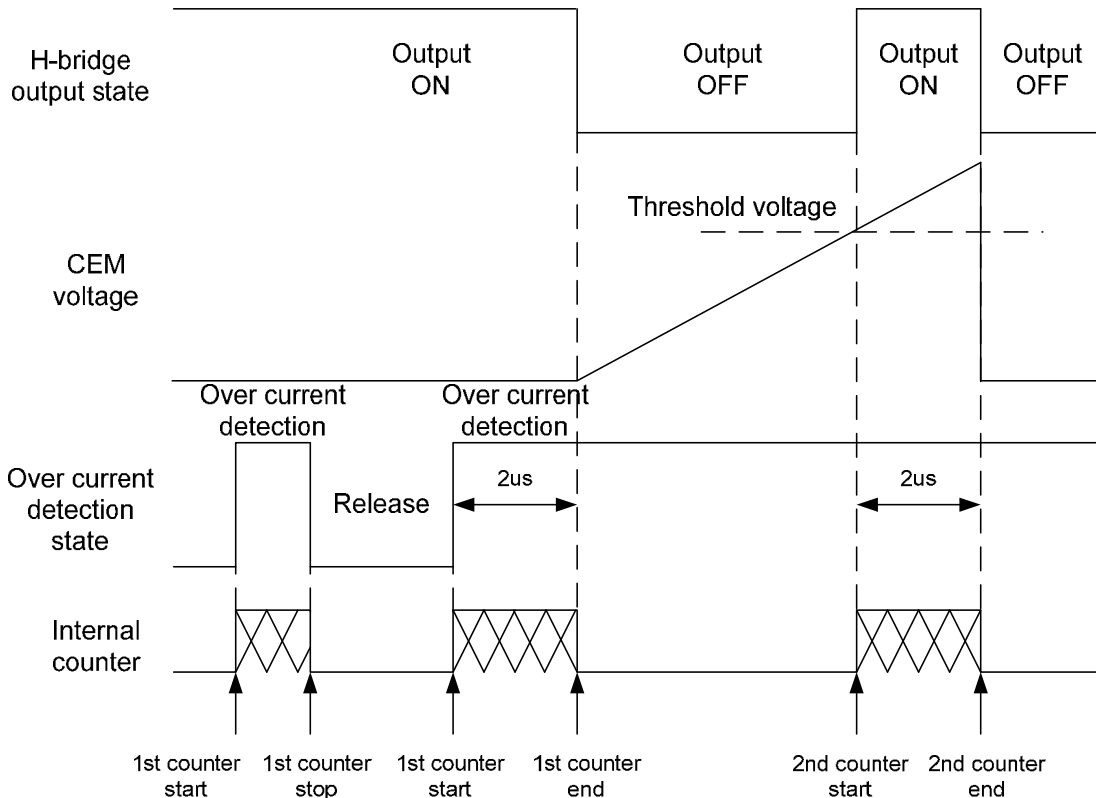 H-bridge
output state
Output
ON
Output
OFF
Output
ON
Output
OFF
Threshold voltage
CEM
voltage
Over current
detection
Over current
detection
Over current
detection
state
Release
2us
2us
Internal
counter
1st counter
start
1st counter
stop
1st counter
start
1st counter
end
2nd counter
start
2nd counter
end